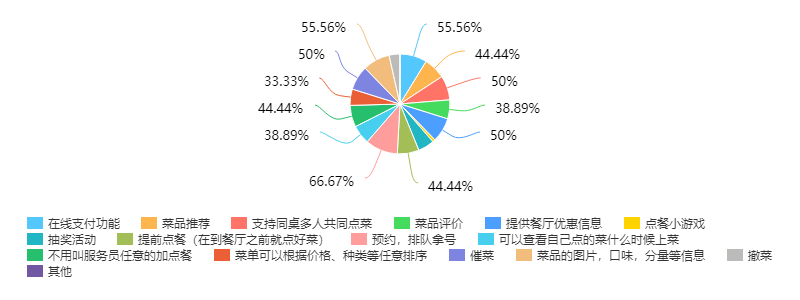 55.56% 55.56%
50% 44.44%
33.33% 50%
44.44% 38.89%
38.89% 50%
66.67% 44.44%
在线支付功能 菜品推荐 支持同桌多人共同点菜 菜品评价 提供餐厅优惠信息 点餐小游戏
抽奖活动 提前点餐（在到餐厅之前就点好菜） 预约，排队拿号 可以查看自己点的菜什么时候上菜
不用叫服务员任意的加点餐 菜单可以根据价格、种类等任意排序 催菜 菜品的图片，口味，分量等信息 撤菜
其他